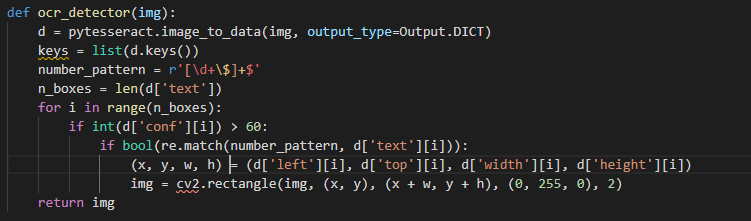 def ocr_detector(img):
    d = pytesseract.image_to_data(img, output_type=Output.DICT)
    keys = list(d.keys())
    number_pattern = r'[\d+\$]+$'
    n_boxes = len(d['text'])
    for i in range(n_boxes):
        if int(d['conf'][i]) > 60:
            if bool(re.match(number_pattern, d['text'][i])):
                (x, y, w, h) = (d['left'][i], d['top'][i], d['width'][i], d['height'][i])
                img = cv2.rectangle(img, (x, y), (x + w, y + h), (0, 255, 0), 2)
    return img